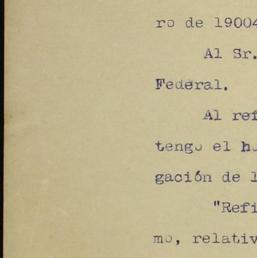 ro de 19004
Al Sr.
Federal.
Al ref
tengo el h
gación de l
"Refi
mo, relativ